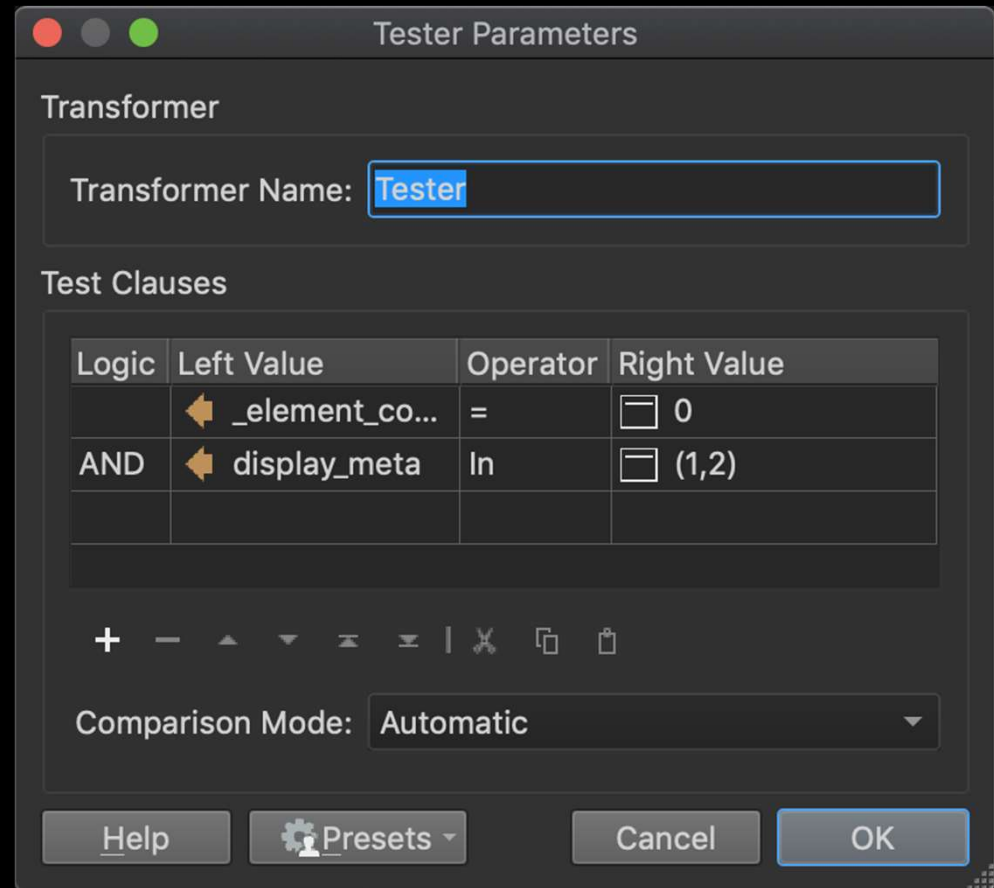 Tester Parameters
Transformer
Transformer Name: Tester
Test Clauses
Logic Left Value Operator Right Value
_element_co... = 0
AND display_meta In (1,2)
Comparison Mode: Automatic
Help Presets Cancel OK